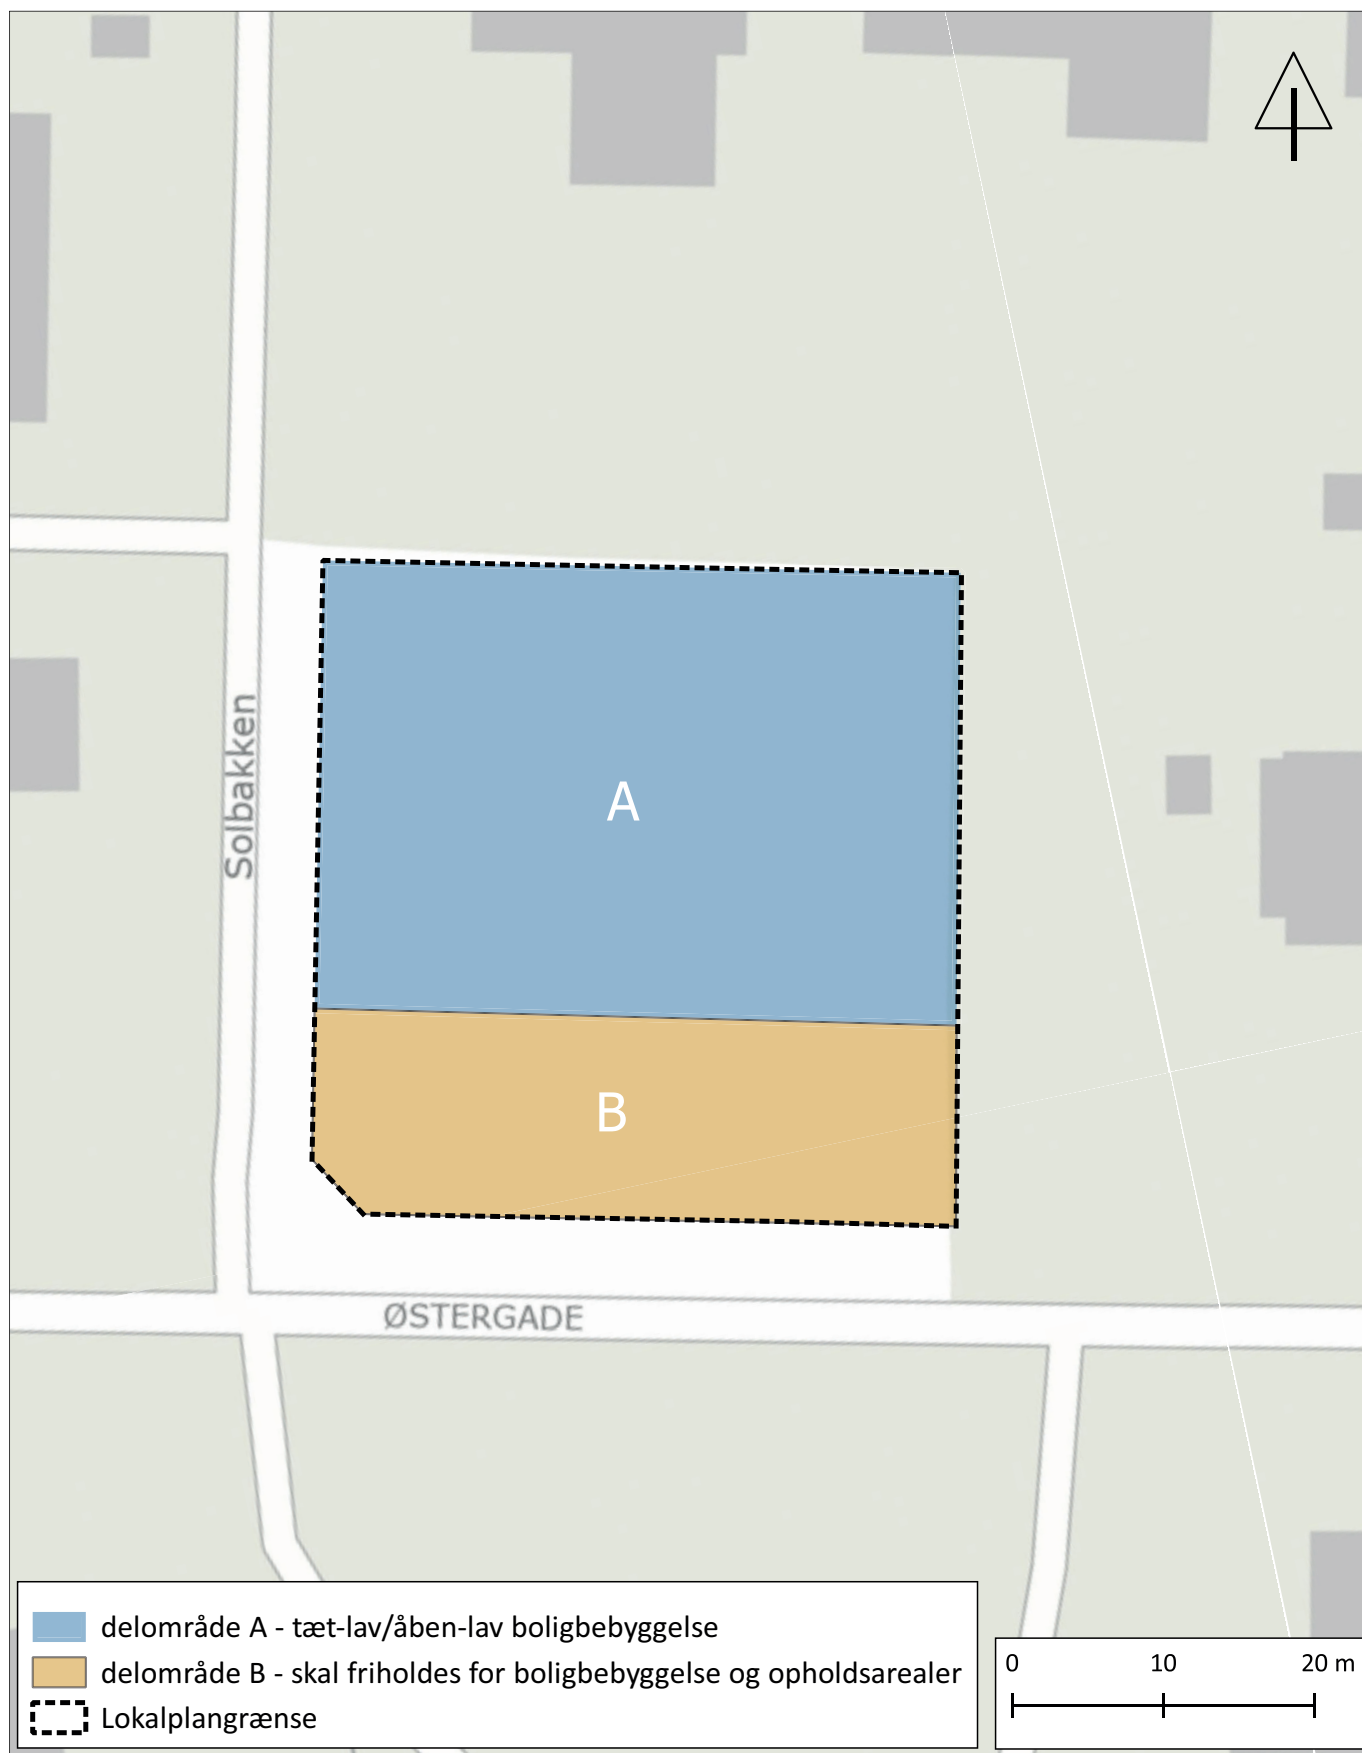 Solbakken
A
B
ØSTERGADE
delområde A - tæt-lav/åben-lav boligbebyggelse
delområde B - skal friholdes for boligbebyggelse og opholdsarealer
Lokalplangrænse
0 10 20 m